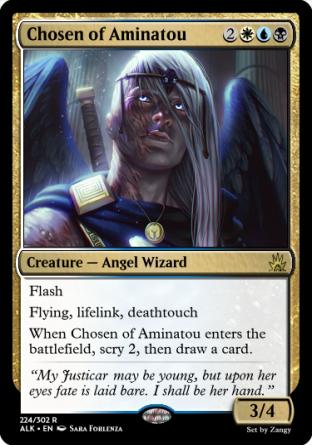 Chosen of Aminatou 2
Creature — Angel Wizard
Flash
Flying, lifelink, deathtouch
When Chosen of Aminatou enters the
battlefield, scry 2, then draw a card.
“My Justicar may be young, but upon her
eyes fate is laid bare. I shall be her hand.”
3/4
224/302 R
ALK • EN Sara Forlenza
Set by Zangy